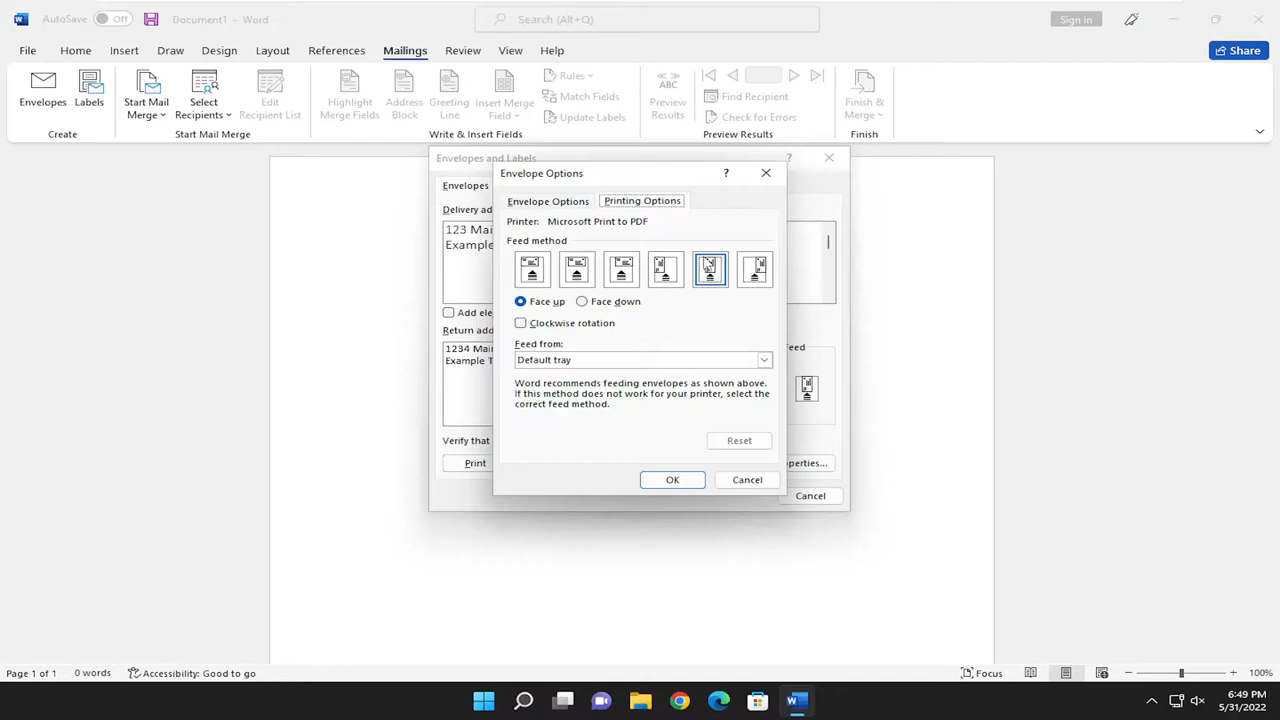 AutoSave Off Document1 - Word Search (Alt+Q) Sign in
File Home Insert Draw Design Layout References Mailings Review View Help Share
Envelopes Labels Start Mail Merge Select Recipients Edit Recipient List Highlight Merge Fields Address Block Greeting Line Insert Merge Field Rules Match Fields Update Labels ABC Preview Results Find Recipient Check for Errors Finish & Merge
Create Start Mail Merge Write & Insert Fields Preview Results Finish
Envelopes and Labels ?
Envelope Options ?
Envelopes
Envelope Options Printing Options
Delivery ad
Printer: Microsoft Print to PDF
123 Main
Example
Feed method
Face up Face down
Add ele
Clockwise rotation
Return add
Feed from:
Feed
1234 Main
Example T
Default tray
Word recommends feeding envelopes as shown above.
If this method does not work for your printer, select the
correct feed method.
Verify that
Reset
Print
operties...
OK Cancel
Cancel
Page 1 of 1 0 words Accessibility: Good to go Focus 100%
6:49 PM
5/31/2022